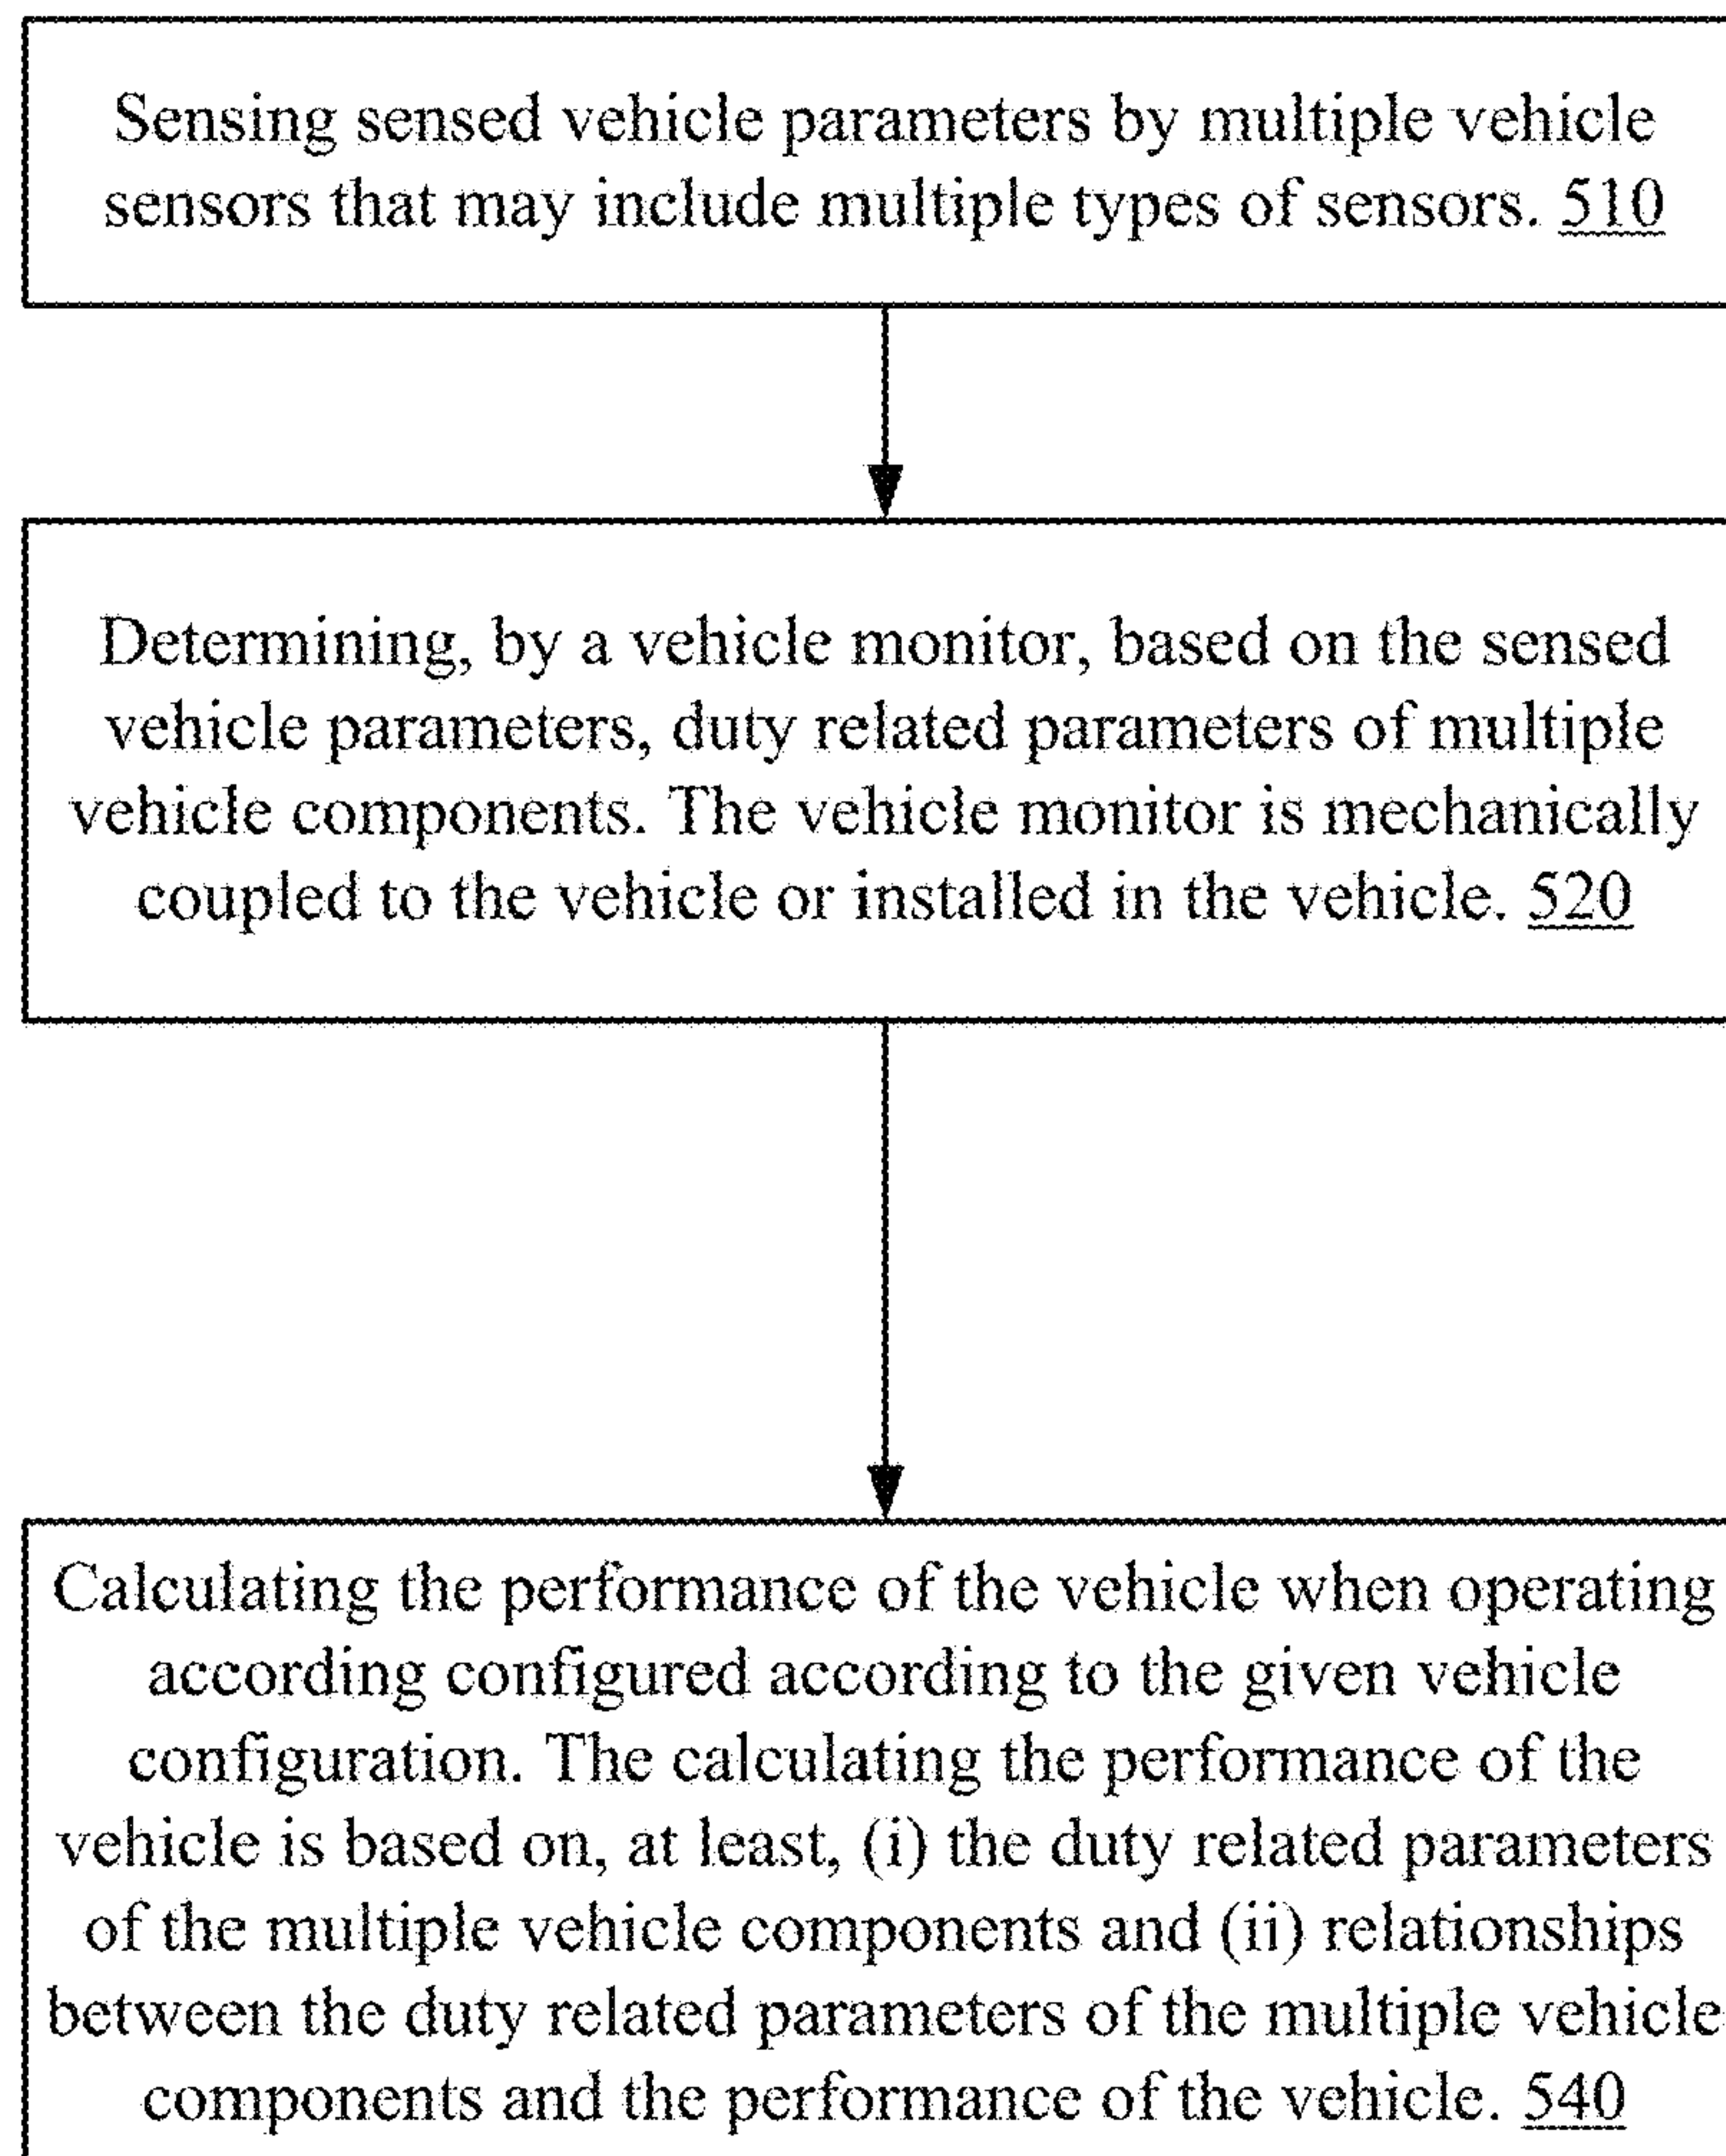 Sensing sensed vehicle parameters by multiple vehicle
sensors that may include multiple types of sensors. 510
Determining, by a vehicle monitor, based on the sensed
vehicle parameters, duty related parameters of multiple
vehicle components. The vehicle monitor is mechanically
coupled to the vehicle or installed in the vehicle. 520
Calculating the performance of the vehicle when operating
according configured according to the given vehicle
configuration. The calculating the performance of the
vehicle is based on, at least, (i) the duty related parameters
of the multiple vehicle components and (ii) relationships
between the duty related parameters of the multiple vehicle
components and the performance of the vehicle. 540